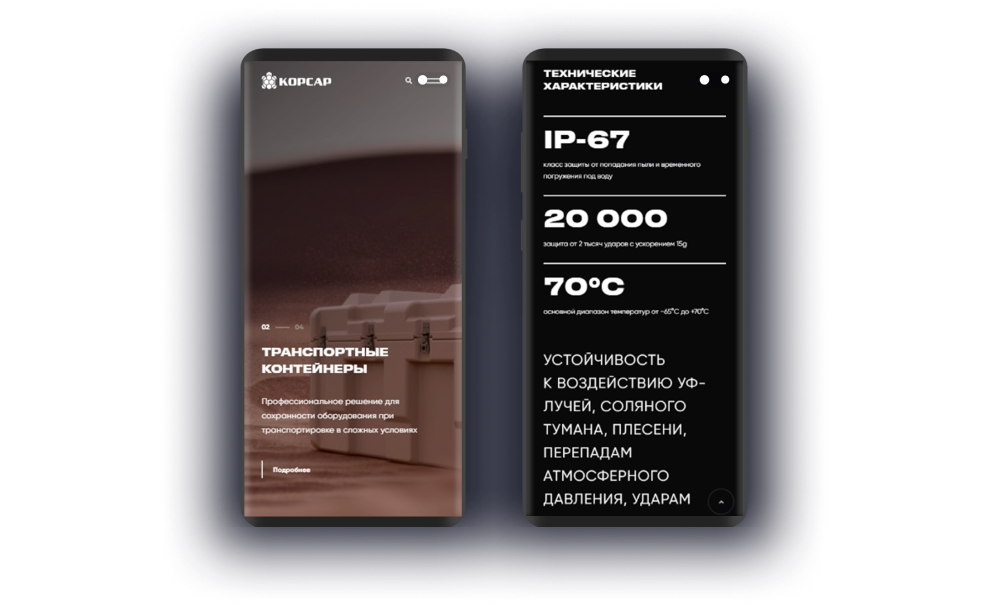 КОРСАР
02 04
ТРАНСПОРТНЫЕ
КОНТЕЙНЕРЫ
Профессиональное решение для
сохранности оборудования при
транспортировке в сложных условиях
Подробнее
ТЕХНИЧЕСКИЕ
ХАРАКТЕРИСТИКИ
IP-67
класс защиты от попадания пыли и временного
погружения под воду
20 000
защита от 2 тысяч ударов с ускорением 15g
70°C
основной диапазон температур от -65°C до +70°C
УСТОЙЧИВОСТЬ
К ВОЗДЕЙСТВИЮ УФ-
ЛУЧЕЙ, СОЛЯНОГО
ТУМАНА, ПЛЕСЕНИ,
ПЕРЕПАДАМ
АТМОСФЕРНОГО
ДАВЛЕНИЯ, УДАРАМ